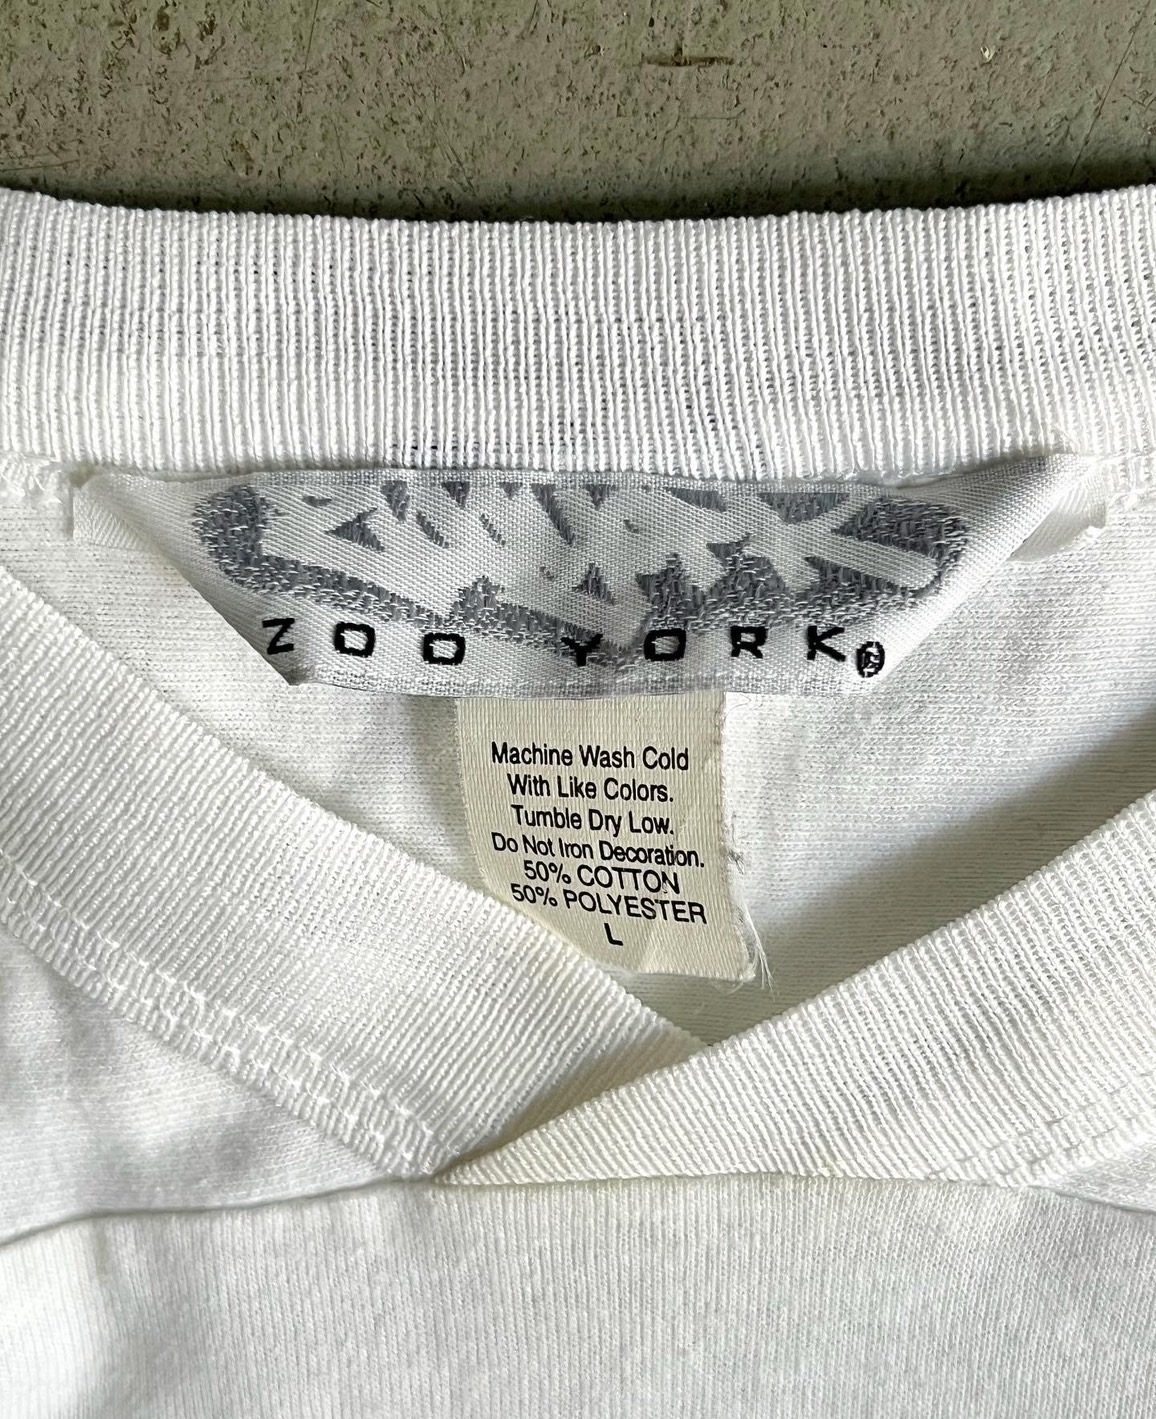 ZOO YORK®
Machine Wash Cold
With Like Colors.
Tumble Dry Low.
Do Not Iron Decoration.
50% COTTON
50% POLYESTER
L